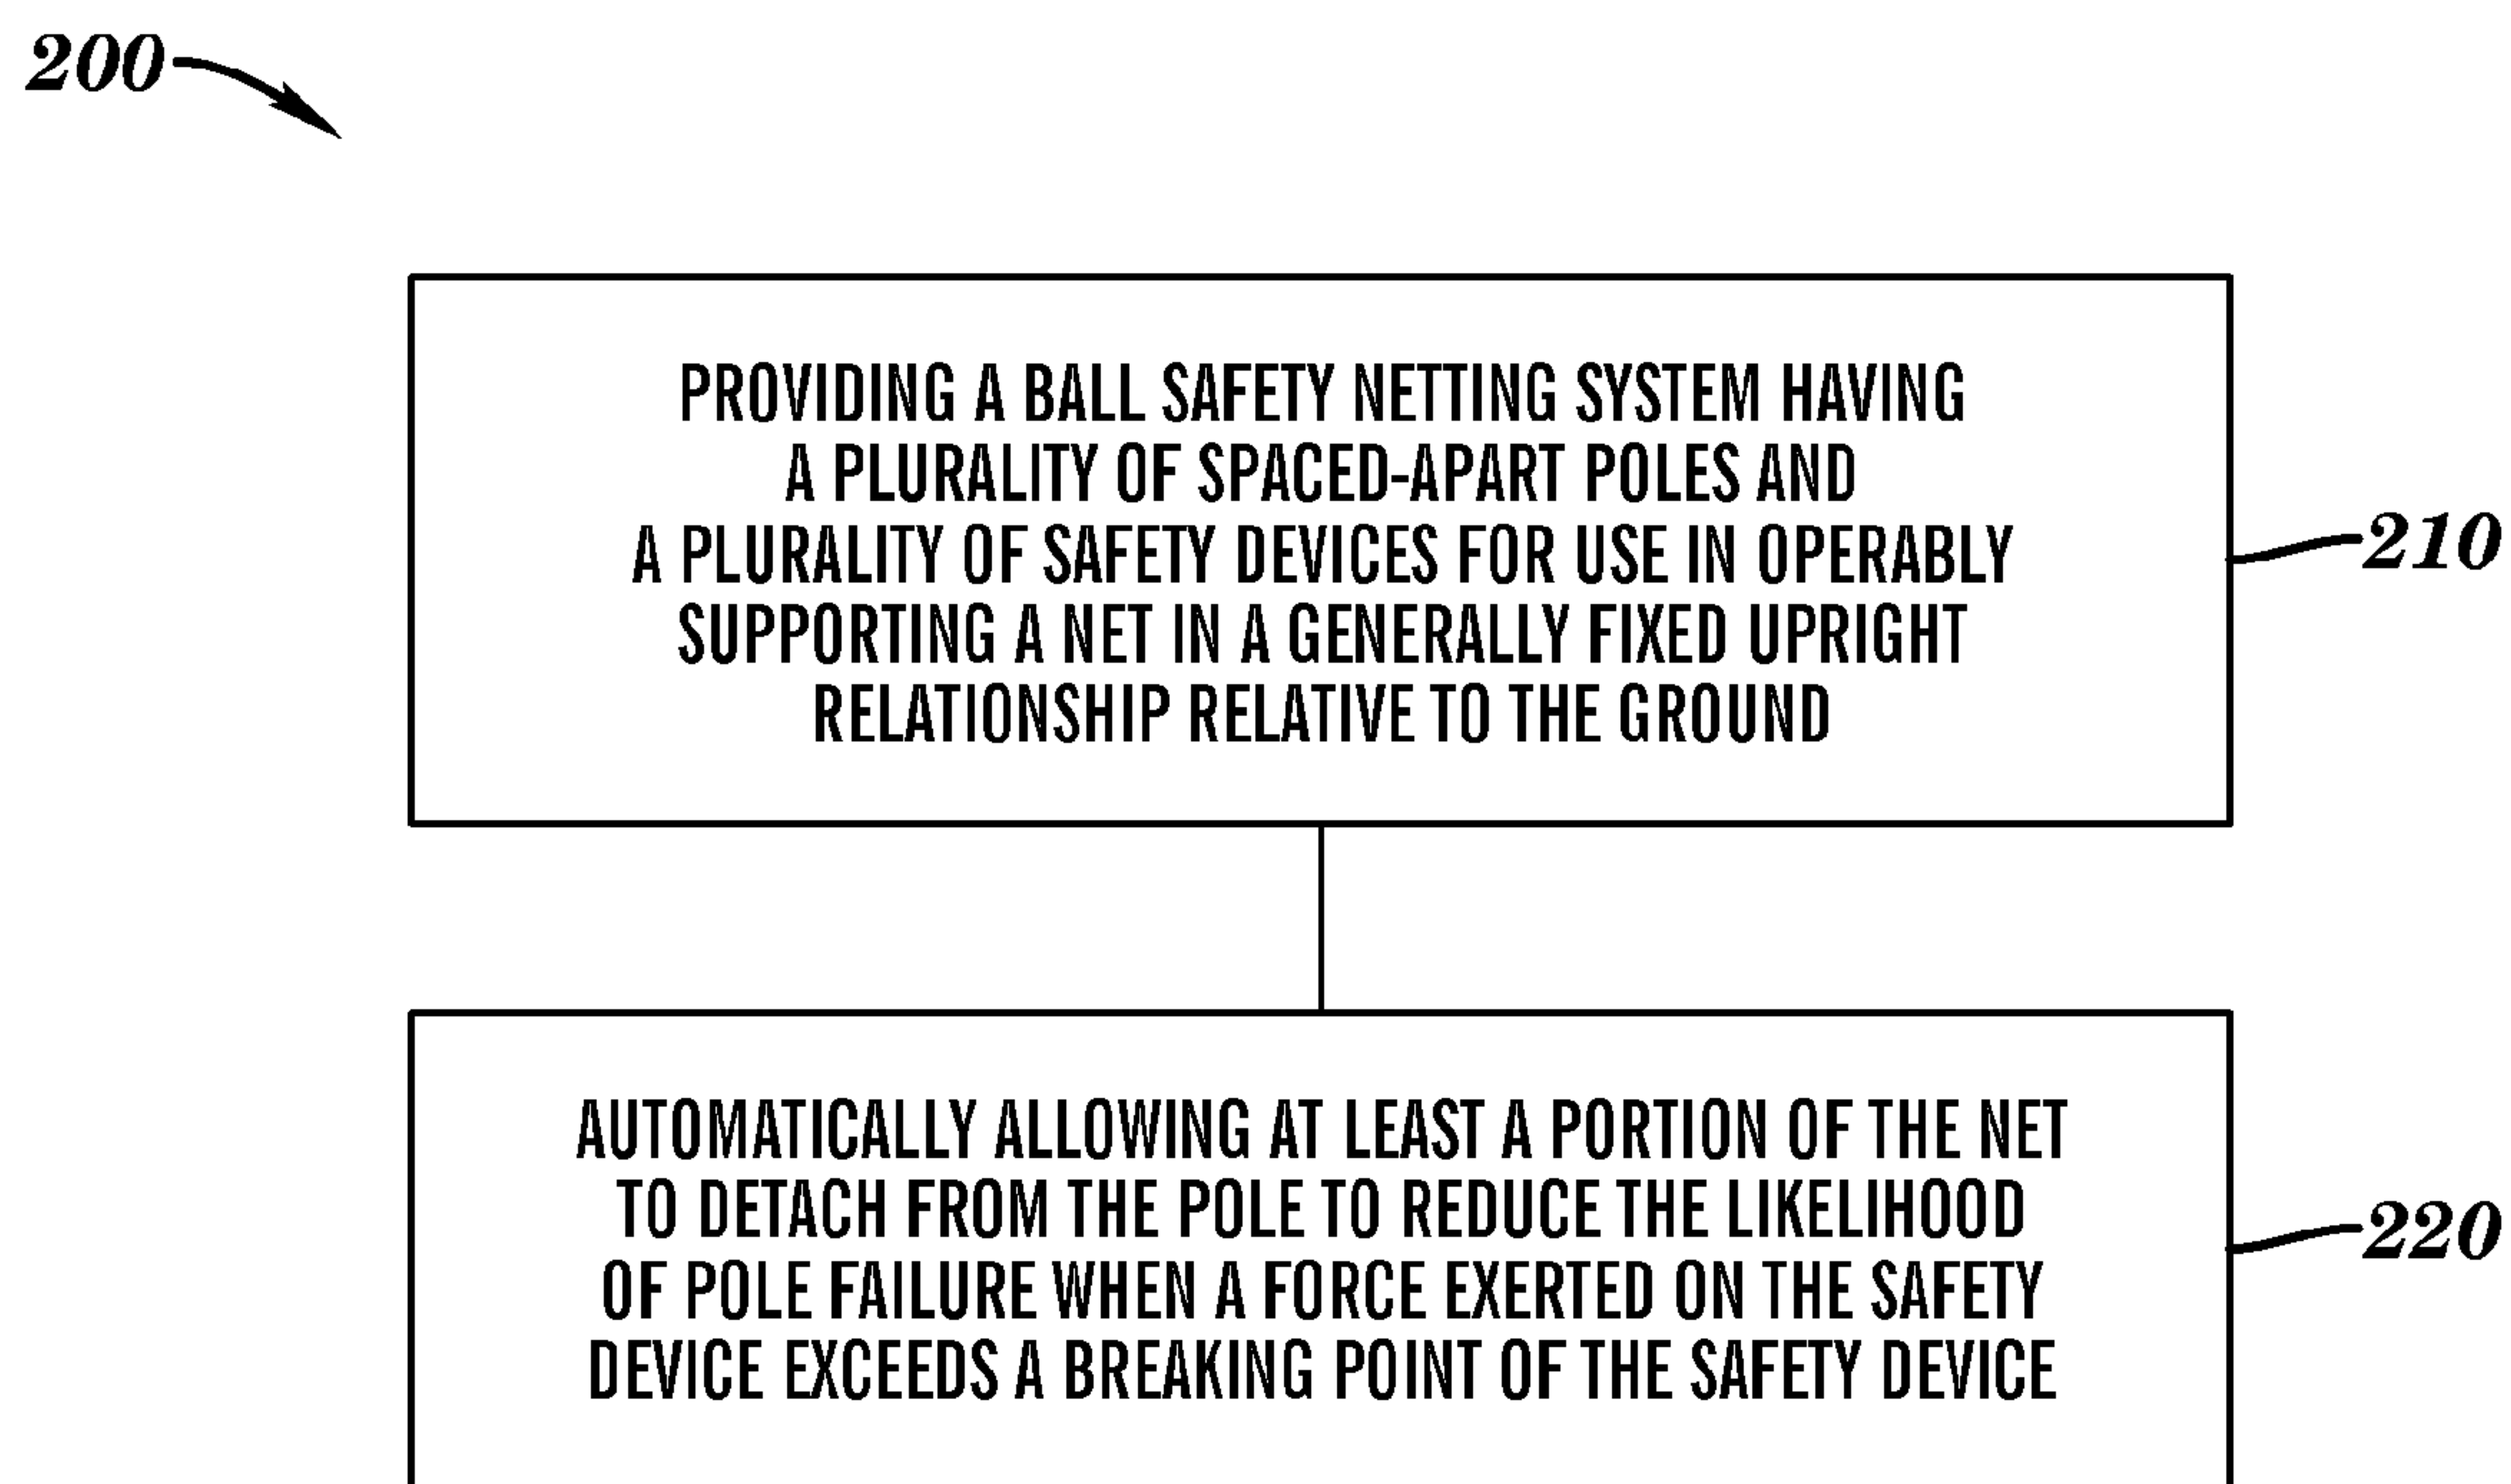 200
PROVIDING A BALL SAFETY NETTING SYSTEM HAVING
A PLURALITY OF SPACED-APART POLES AND
A PLURALITY OF SAFETY DEVICES FOR USE IN OPERABLY
SUPPORTING A NET IN A GENERALLY FIXED UPRIGHT
RELATIONSHIP RELATIVE TO THE GROUND
210
AUTOMATICALLY ALLOWING AT LEAST A PORTION OF THE NET
TO DETACH FROM THE POLE TO REDUCE THE LIKELIHOOD
OF POLE FAILURE WHEN A FORCE EXERTED ON THE SAFETY
DEVICE EXCEEDS A BREAKING POINT OF THE SAFETY DEVICE
220